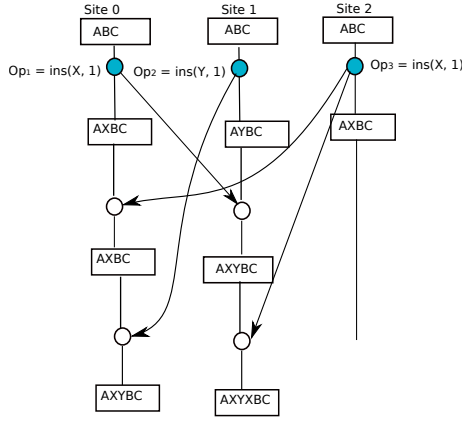 Site 0 Site 1 Site 2
ABC ABC ABC
Op₁ = ins(X, 1) Op₂ = ins(Y, 1) Op₃ = ins(X, 1)
AXBC AYBC AXBC
AXBC AXYBC
AXYBC AXYXBC